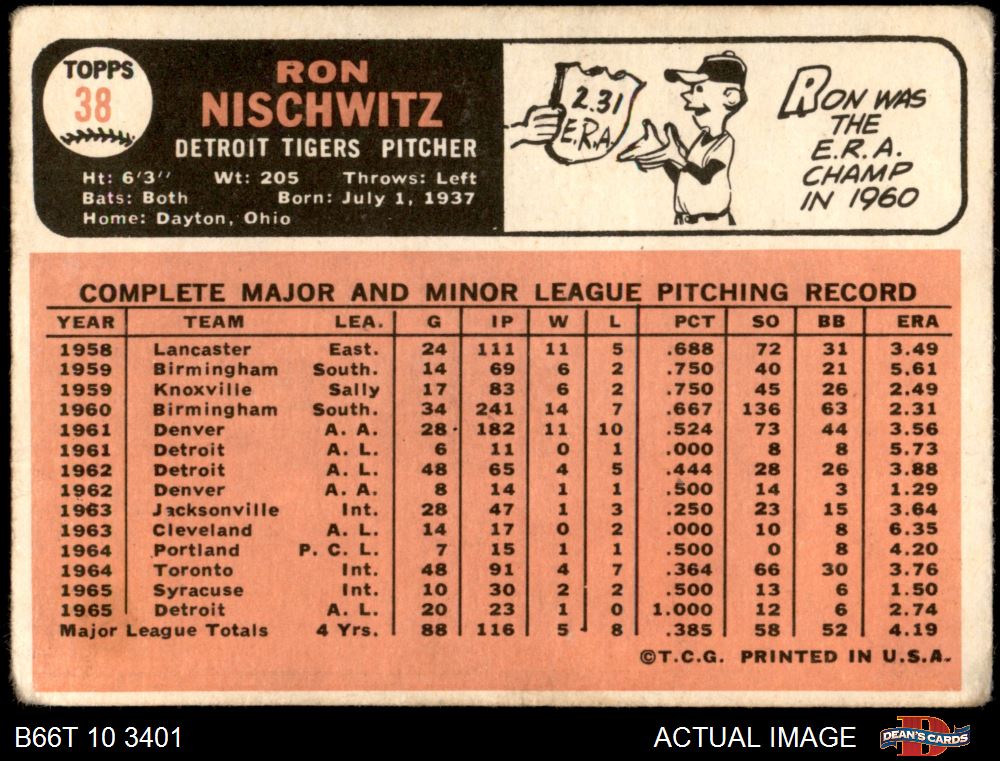 TOPPS
38
RON
NISCHWITZ
DETROIT TIGERS PITCHER
Ht: 6'3" Wt: 205 Throws: Left
Bats: Both Born: July 1, 1937
Home: Dayton, Ohio
2.31
E.R.A.
RON WAS
THE
E.R.A.
CHAMP
IN 1960
COMPLETE MAJOR AND MINOR LEAGUE PITCHING RECORD
YEAR TEAM LEA. G IP W L PCT SO BB ERA
1958 Lancaster East. 24 111 11 5 .688 72 31 3.49
1959 Birmingham South. 14 69 6 2 .750 40 21 5.61
1959 Knoxville Sally 17 83 6 2 .750 45 26 2.49
1960 Birmingham South. 34 241 14 7 .667 136 63 2.31
1961 Denver A. A. 28 182 11 10 .524 73 44 3.56
1961 Detroit A. L. 6 11 0 1 .000 8 8 5.73
1962 Detroit A. L. 48 65 4 5 .444 28 26 3.88
1962 Denver A. A. 8 14 1 1 .500 14 3 1.29
1963 Jacksonville Int. 28 47 1 3 .250 23 15 3.64
1963 Cleveland A. L. 14 17 0 2 .000 10 8 6.35
1964 Portland P. C. L. 7 15 1 1 .500 0 8 4.20
1964 Toronto Int. 48 91 4 7 .364 66 30 3.76
1965 Syracuse Int. 10 30 2 2 .500 13 6 1.50
1965 Detroit A. L. 20 23 1 0 1.000 12 6 2.74
Major League Totals 4 Yrs. 88 116 5 8 .385 58 52 4.19
©T.C.G. PRINTED IN U.S.A.
B66T 10 3401 ACTUAL IMAGE DEAN'S CARDS